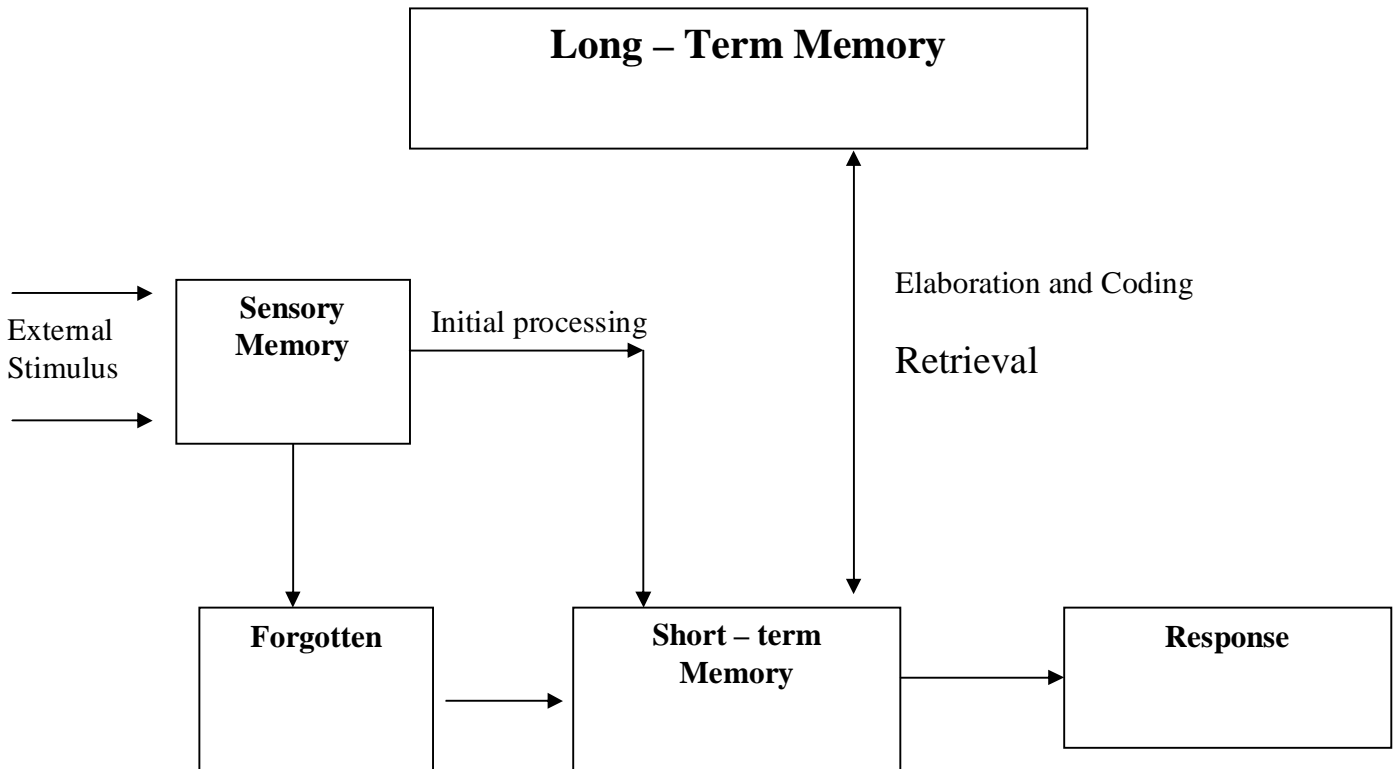 Long – Term Memory
Elaboration and Coding
Retrieval
Sensory
Memory
Initial processing
External
Stimulus
Forgotten
Short – term
Memory
Response